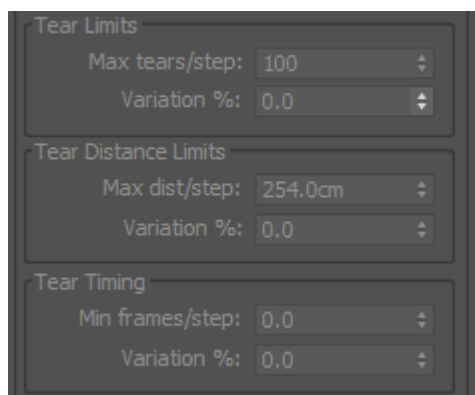 Tear Limits
Max tears/step: 100
Variation %: 0.0
Tear Distance Limits
Max dist/step: 254.0cm
Variation %: 0.0
Tear Timing
Min frames/step: 0.0
Variation %: 0.0